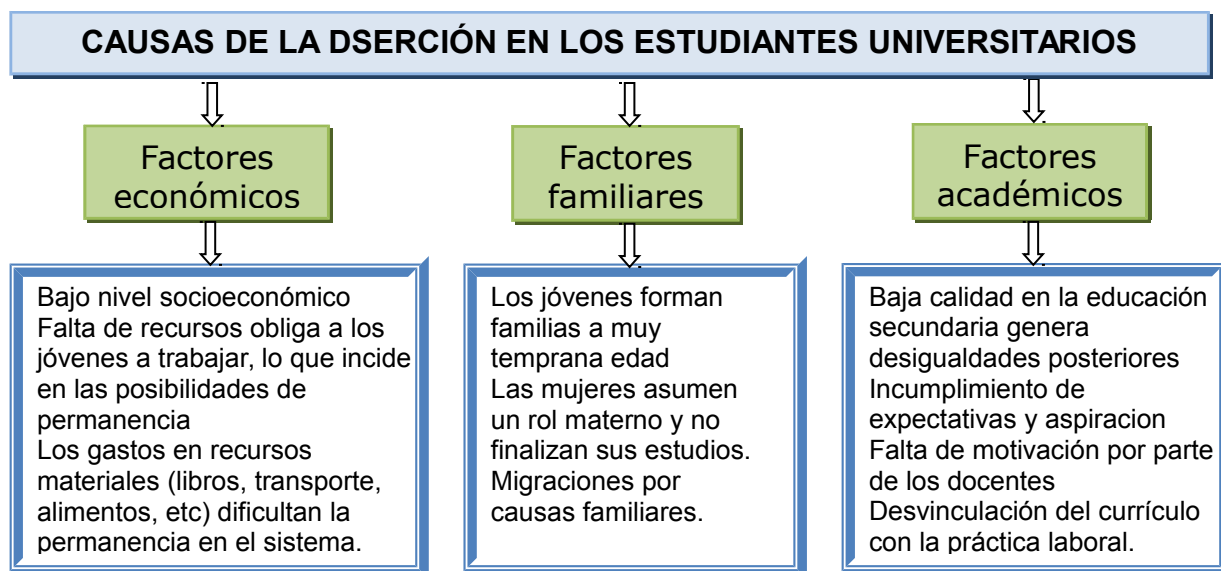 CAUSAS DE LA DSERCIÓN EN LOS ESTUDIANTES UNIVERSITARIOS
Factores
económicos
Factores
familiares
Factores
académicos
Bajo nivel socioeconómico
Falta de recursos obliga a los
jóvenes a trabajar, lo que incide
en las posibilidades de
permanencia
Los gastos en recursos
materiales (libros, transporte,
alimentos, etc) dificultan la
permanencia en el sistema.
Los jóvenes forman
familias a muy
temprana edad
Las mujeres asumen
un rol materno y no
finalizan sus estudios.
Migraciones por
causas familiares.
Baja calidad en la educación
secundaria genera
desigualdades posteriores
Incumplimiento de
expectativas y aspiracion
Falta de motivación por parte
de los docentes
Desvinculación del currículo
con la práctica laboral.